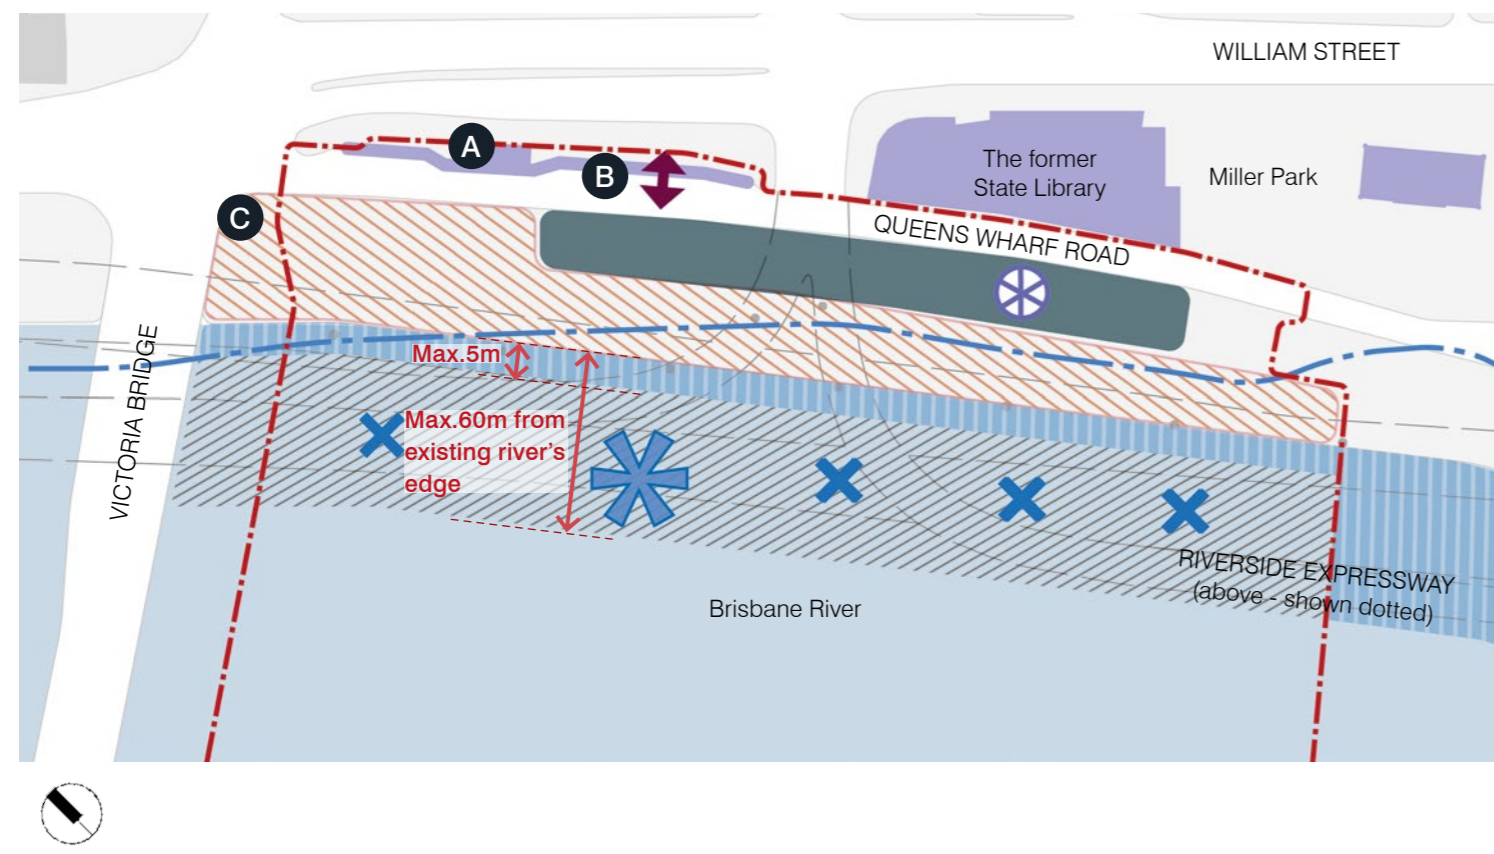 WILLIAM STREET
A
The former
State Library
B
Miller Park
C
QUEENS WHARF ROAD
VICTORIA BRIDGE
Max.5m
Max.60m from
existing river's
edge
RIVERSIDE EXPRESSWAY
(above - shown dotted)
Brisbane River